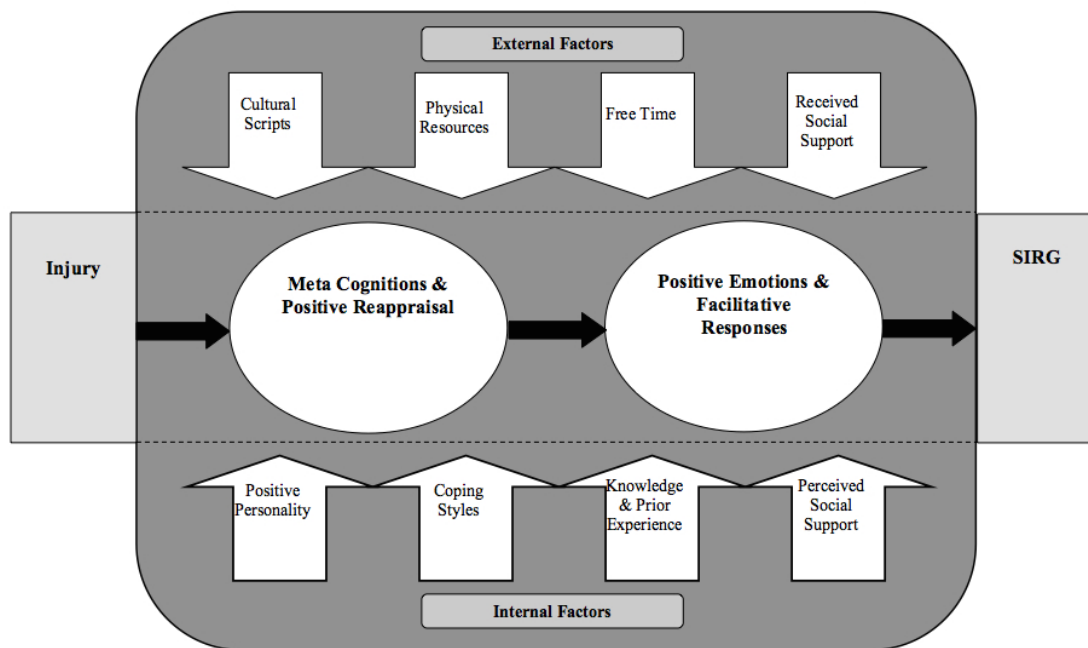 External Factors
Cultural
Scripts
Physical
Resources
Free Time
Received
Social
Support
Injury
Meta Cognitions &
Positive Reappraisal
Positive Emotions &
Facilitative
Responses
SIRG
Positive
Personality
Coping
Styles
Knowledge
& Prior
Experience
Perceived
Social
Support
Internal Factors